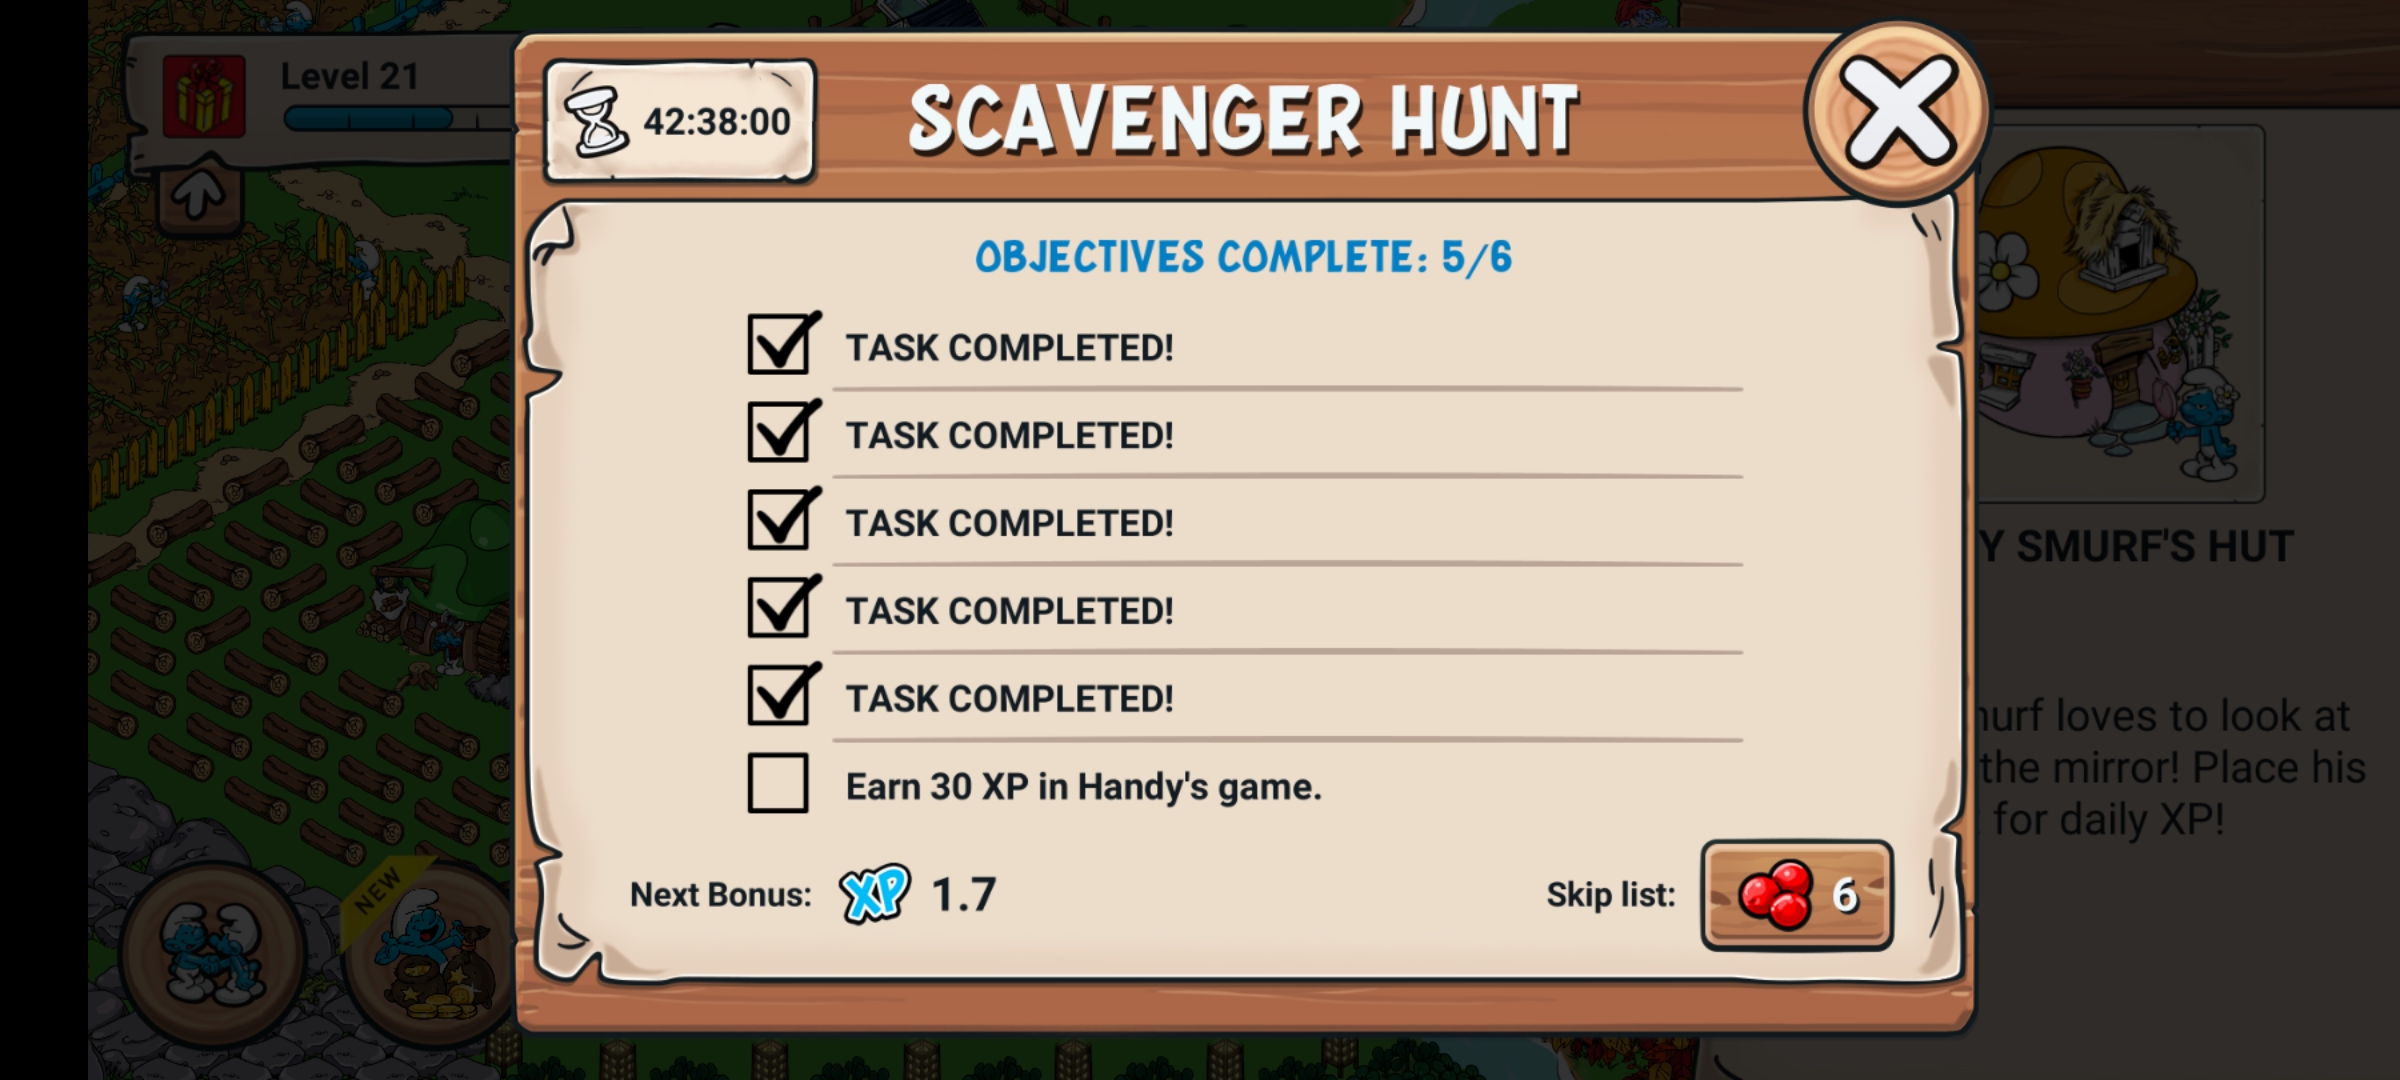 Level 21
42:38:00
SCAVENGER HUNT
OBJECTIVES COMPLETE: 5/6
TASK COMPLETED!
TASK COMPLETED!
TASK COMPLETED!
TASK COMPLETED!
TASK COMPLETED!
Earn 30 XP in Handy's game.
Next Bonus: XP 1.7
Skip list: 6
NEW
Y SMURF'S HUT
loves to look at
the mirror! Place his
for daily XP!